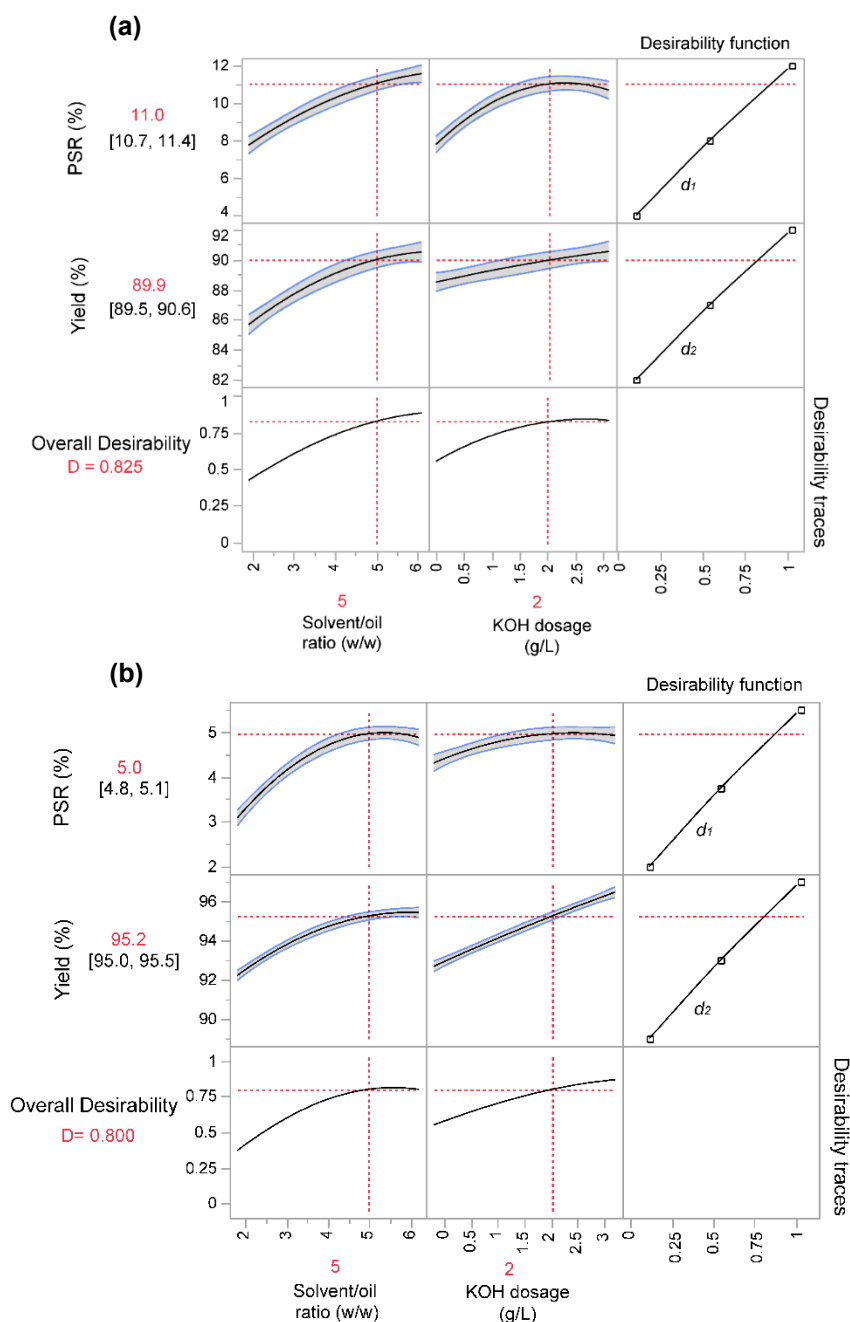 (a)
Desirability function
12
10
8
6
4
PSR (%)
11.0
[10.7, 11.4]
d1
92
90
88
86
84
82
Yield (%)
89.9
[89.5, 90.6]
d2
1
0.75
0.5
0.25
0
Overall Desirability
D = 0.825
Desirability traces
2 3 4 5 6
0 0.5 1 1.5 2 2.5 3
0 0.25 0.5 0.75 1
5
2
Solvent/oil
ratio (w/w)
KOH dosage
(g/L)
(b)
Desirability function
5
4
3
2
PSR (%)
5.0
[4.8, 5.1]
d1
96
94
92
89
Yield (%)
95.2
[95.0, 95.5]
d2
1
0.75
0.5
0.25
0
Overall Desirability
D= 0.800
Desirability traces
2 3 4 5 6
0 0.5 1 1.5 2 2.5 3
0 0.25 0.5 0.75 1
5
2
Solvent/oil
ratio (w/w)
KOH dosage
(g/L)